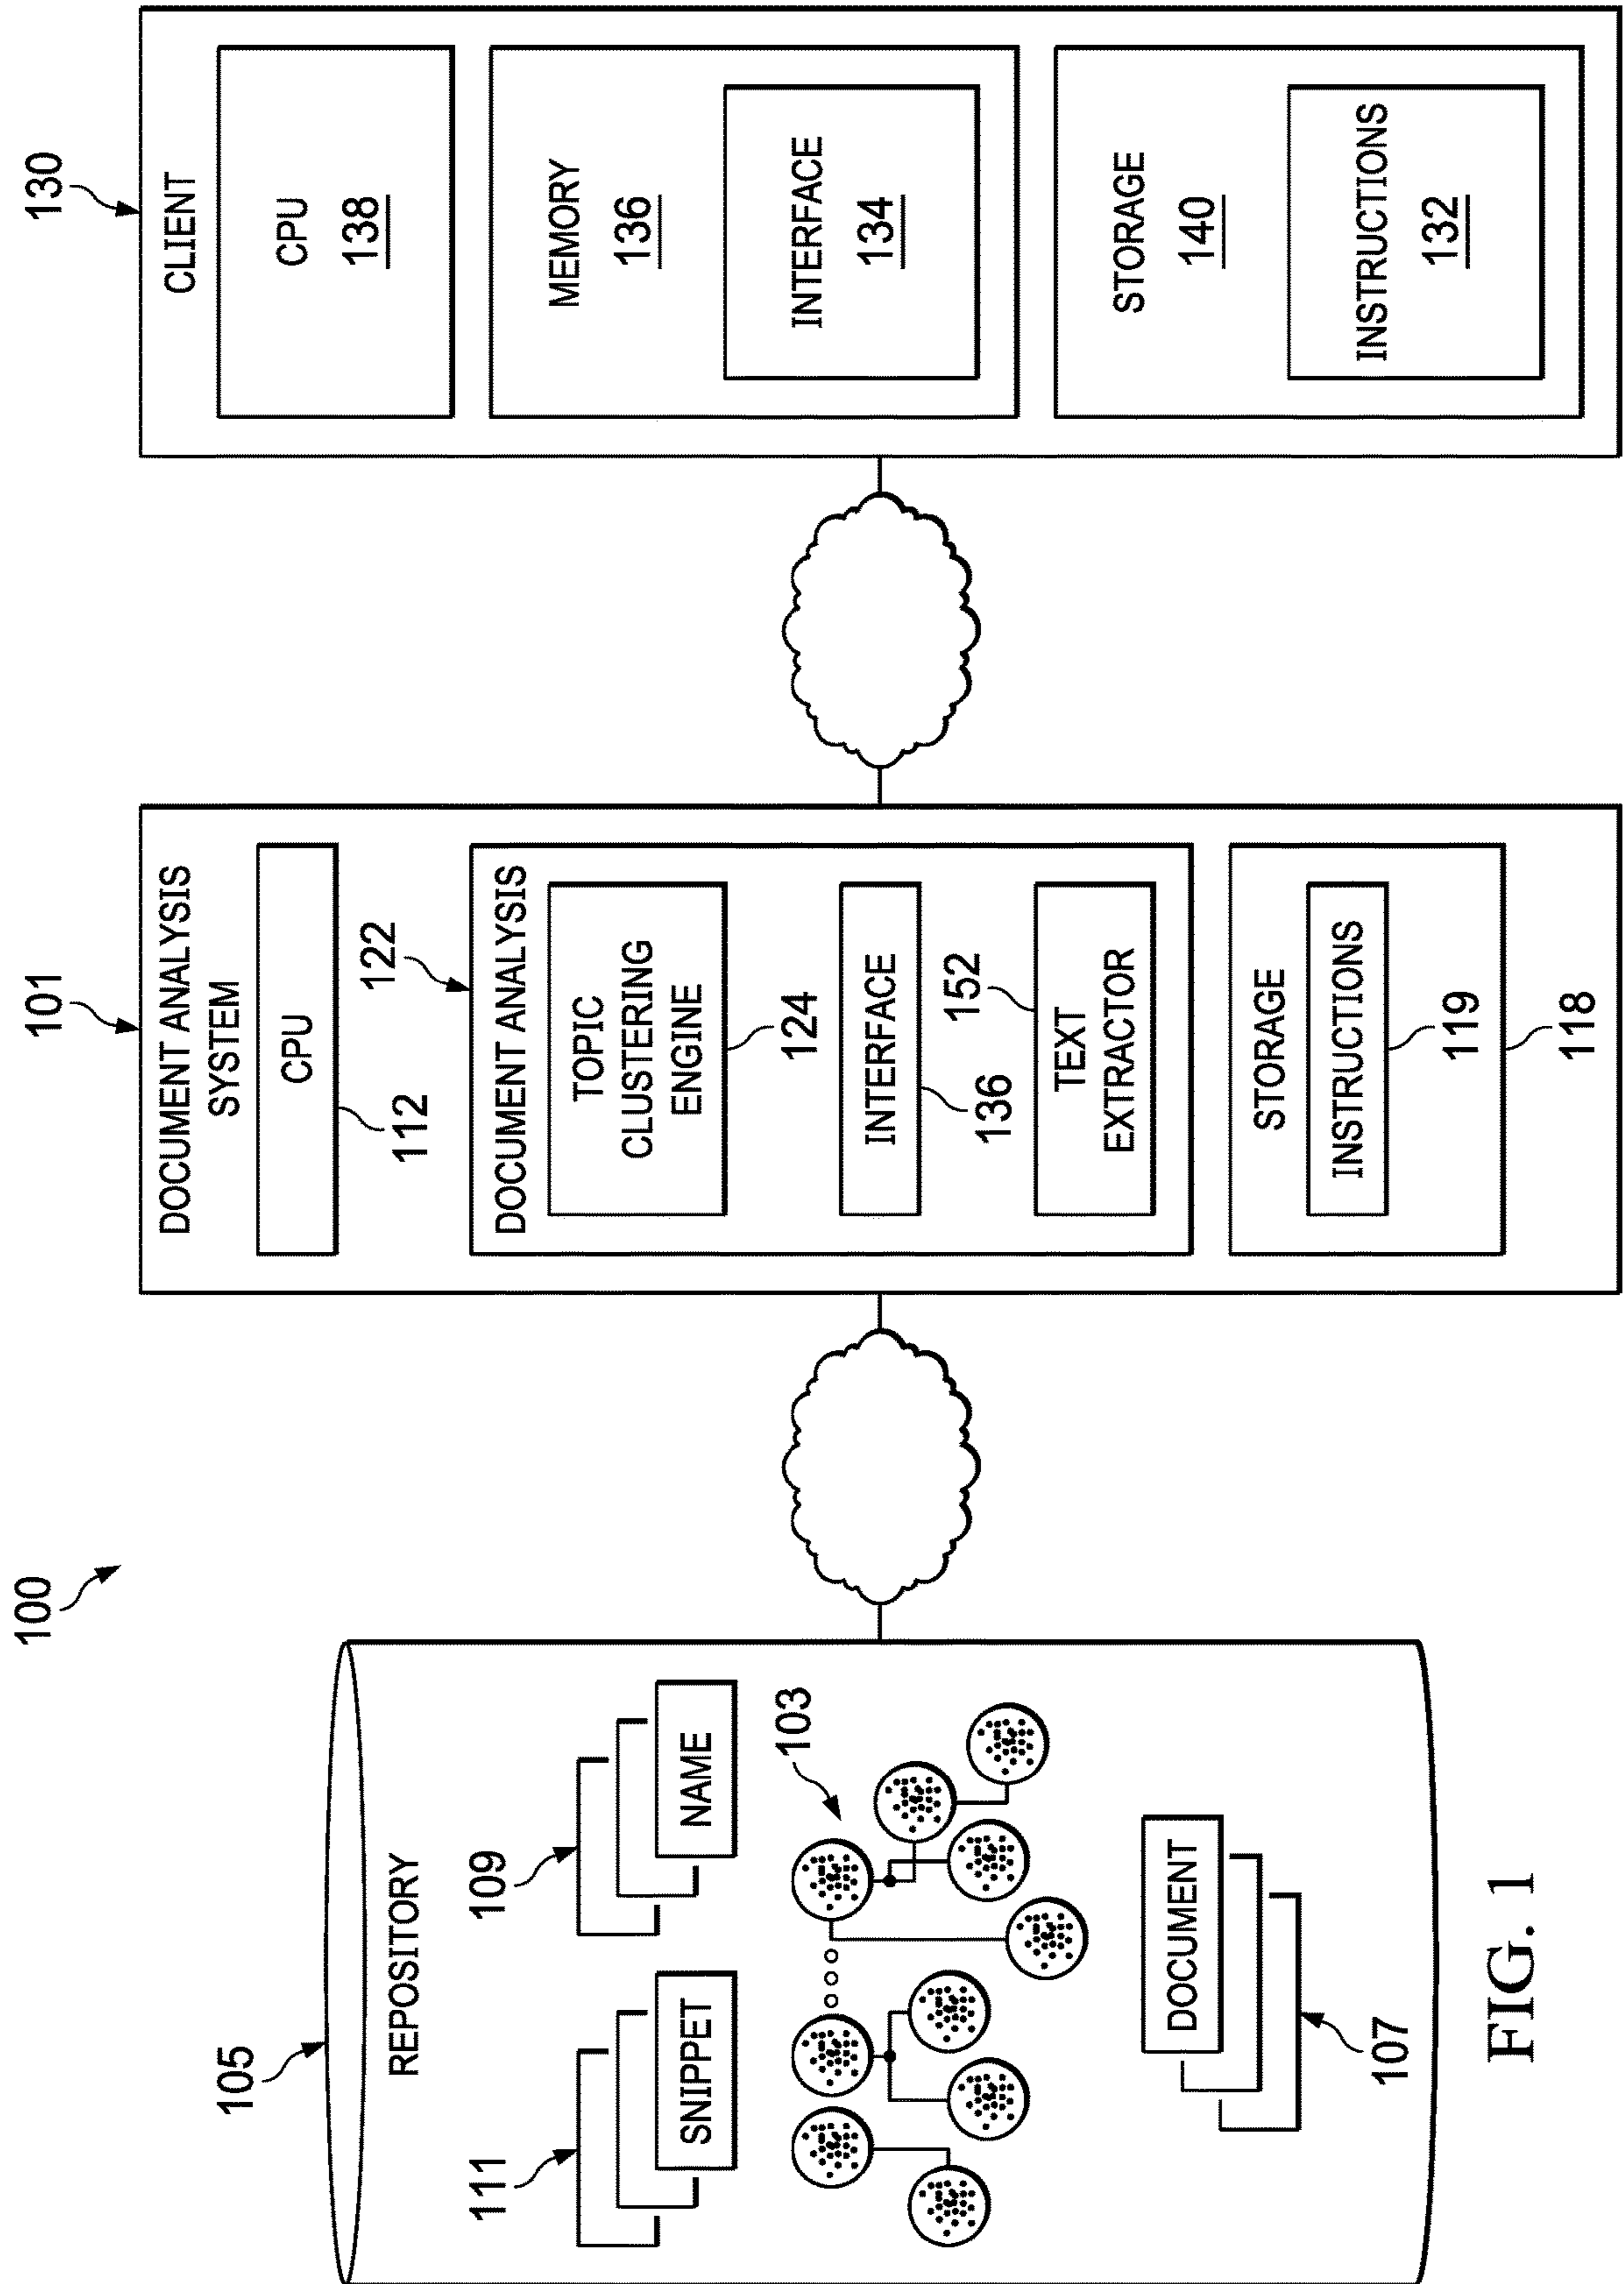 100
105
REPOSITORY
111
SNIPPET
109
NAME
103
DOCUMENT
107
101
DOCUMENT ANALYSIS
SYSTEM
CPU
112
122
DOCUMENT ANALYSIS
TOPIC
CLUSTERING
ENGINE
124
INTERFACE
136
152
TEXT
EXTRACTOR
STORAGE
INSTRUCTIONS
119
118
130
CLIENT
CPU
138
MEMORY
136
INTERFACE
134
STORAGE
140
INSTRUCTIONS
132
FIG. 1